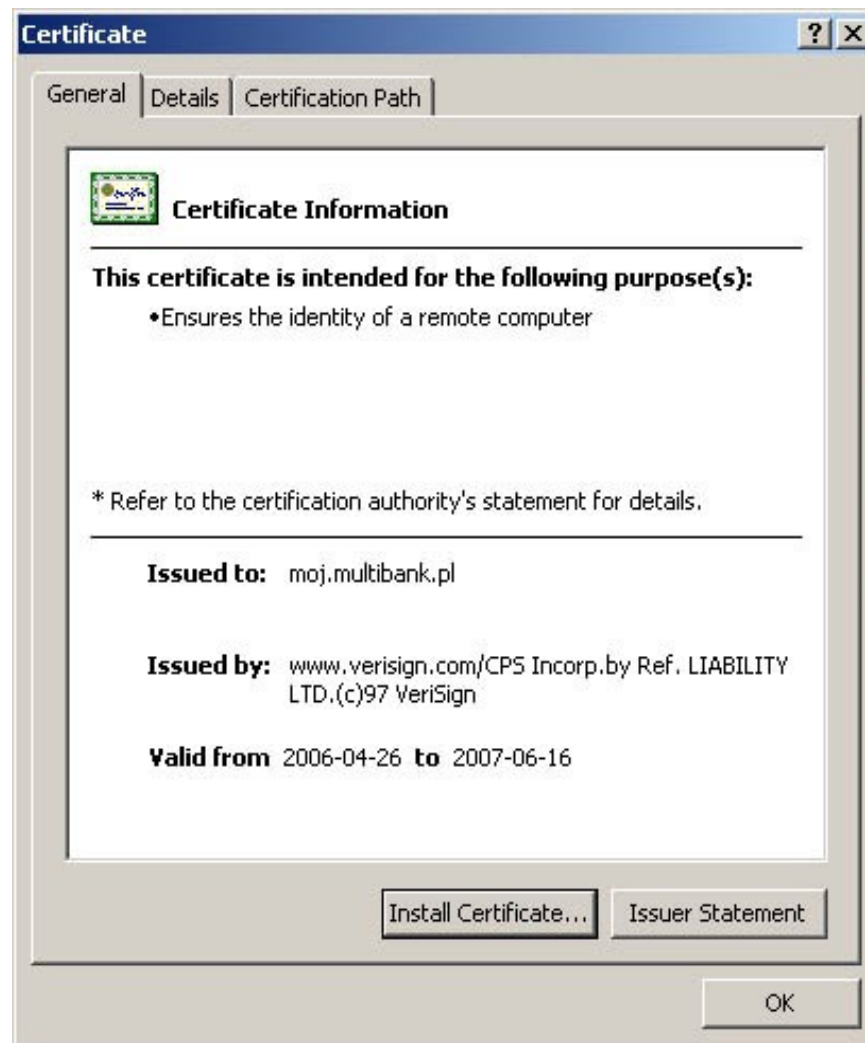 Certificate
General Details Certification Path
Certificate Information
This certificate is intended for the following purpose(s):
•Ensures the identity of a remote computer
* Refer to the certification authority's statement for details.
Issued to: moj.multibank.pl
Issued by: www.verisign.com/CPS Incorp.by Ref. LIABILITY
LTD.(c)97 VeriSign
Valid from 2006-04-26 to 2007-06-16
Install Certificate... Issuer Statement
OK